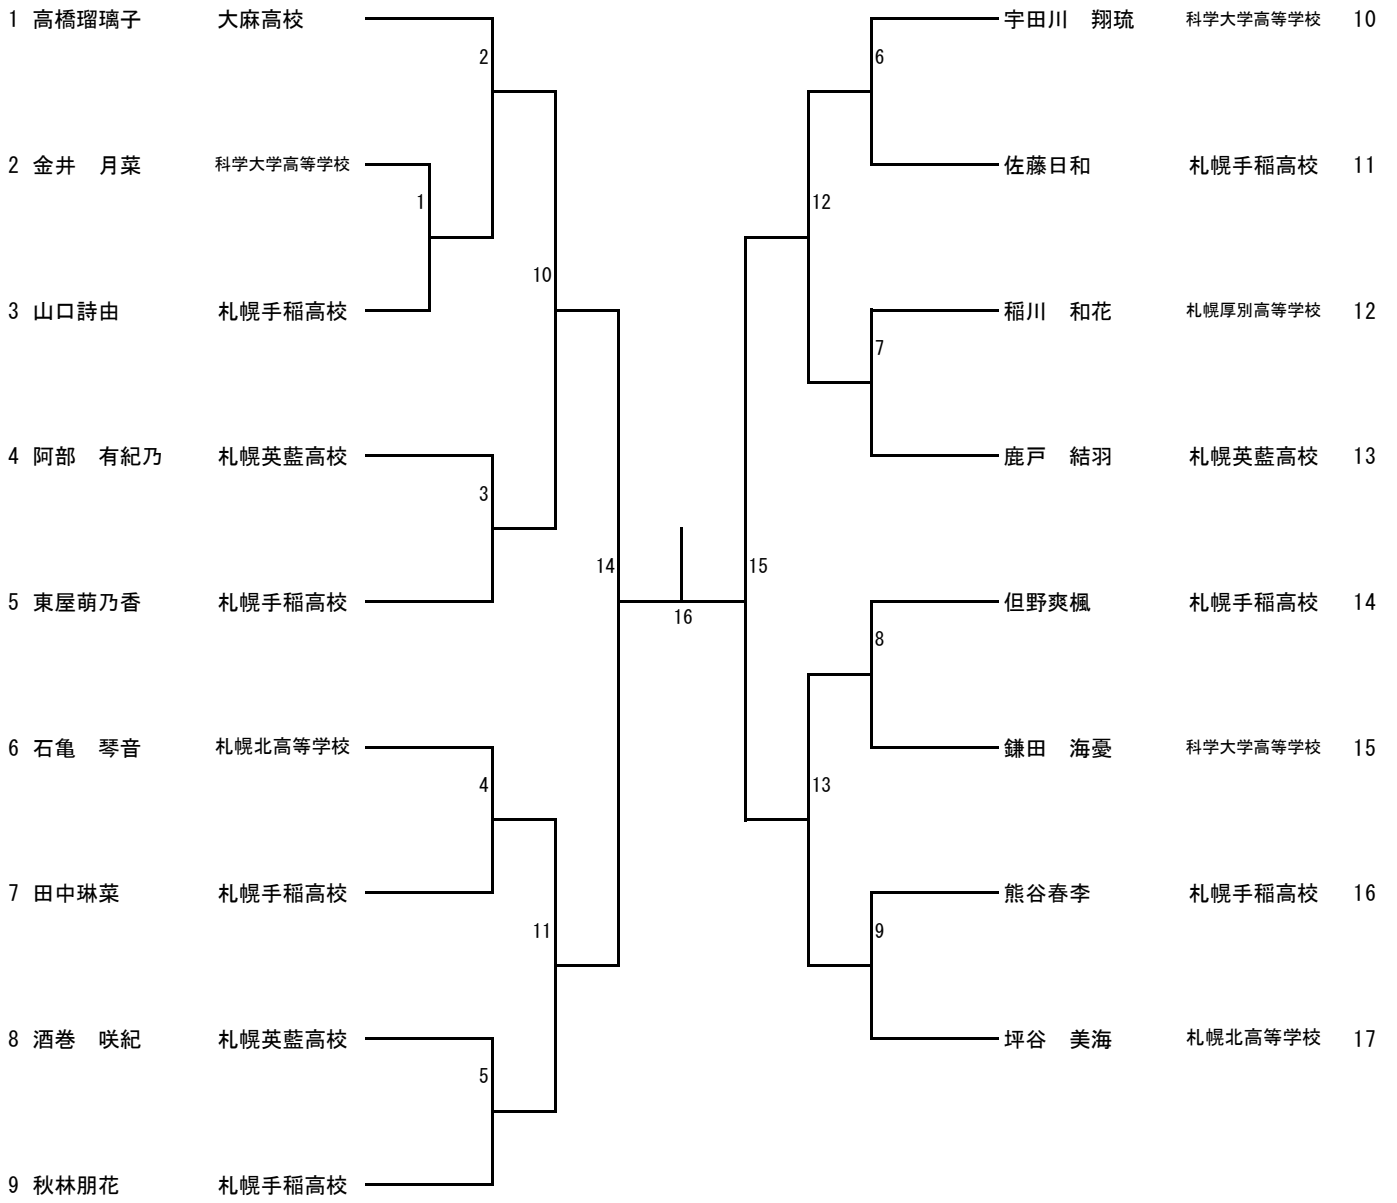 1 高橋瑠璃子 大麻高校
2 金井　月菜 科学大学高等学校
3 山口詩由 札幌手稲高校
4 阿部　有紀乃 札幌英藍高校
5 東屋萌乃香 札幌手稲高校
6 石亀　琴音 札幌北高等学校
7 田中琳菜 札幌手稲高校
8 酒巻　咲紀 札幌英藍高校
9 秋林朋花 札幌手稲高校
2
1
10
3
14
4
11
5
16
15
12
6
7
13
8
9
宇田川　翔琉 科学大学高等学校 10
佐藤日和 札幌手稲高校 11
稲川　和花 札幌厚別高等学校 12
鹿戸　結羽 札幌英藍高校 13
但野爽楓 札幌手稲高校 14
鎌田　海憂 科学大学高等学校 15
熊谷春李 札幌手稲高校 16
坪谷　美海 札幌北高等学校 17